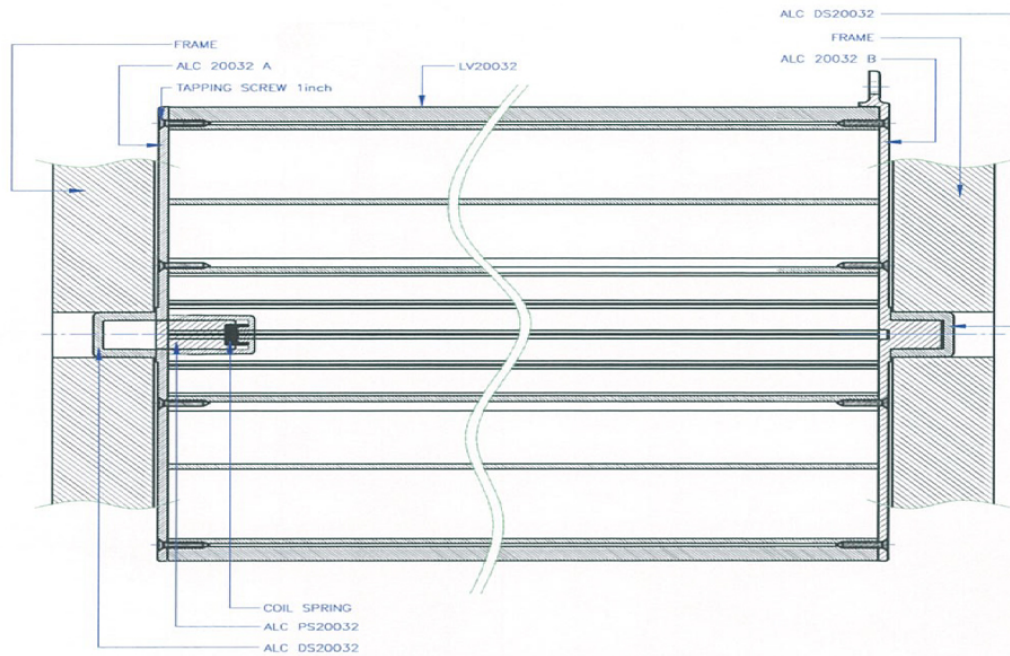 ALC DS20032
FRAME
FRAME
ALC 20032 A
LV20032
ALC 20032 B
TAPPING SCREW 1inch
COIL SPRING
ALC PS20032
ALC DS20032